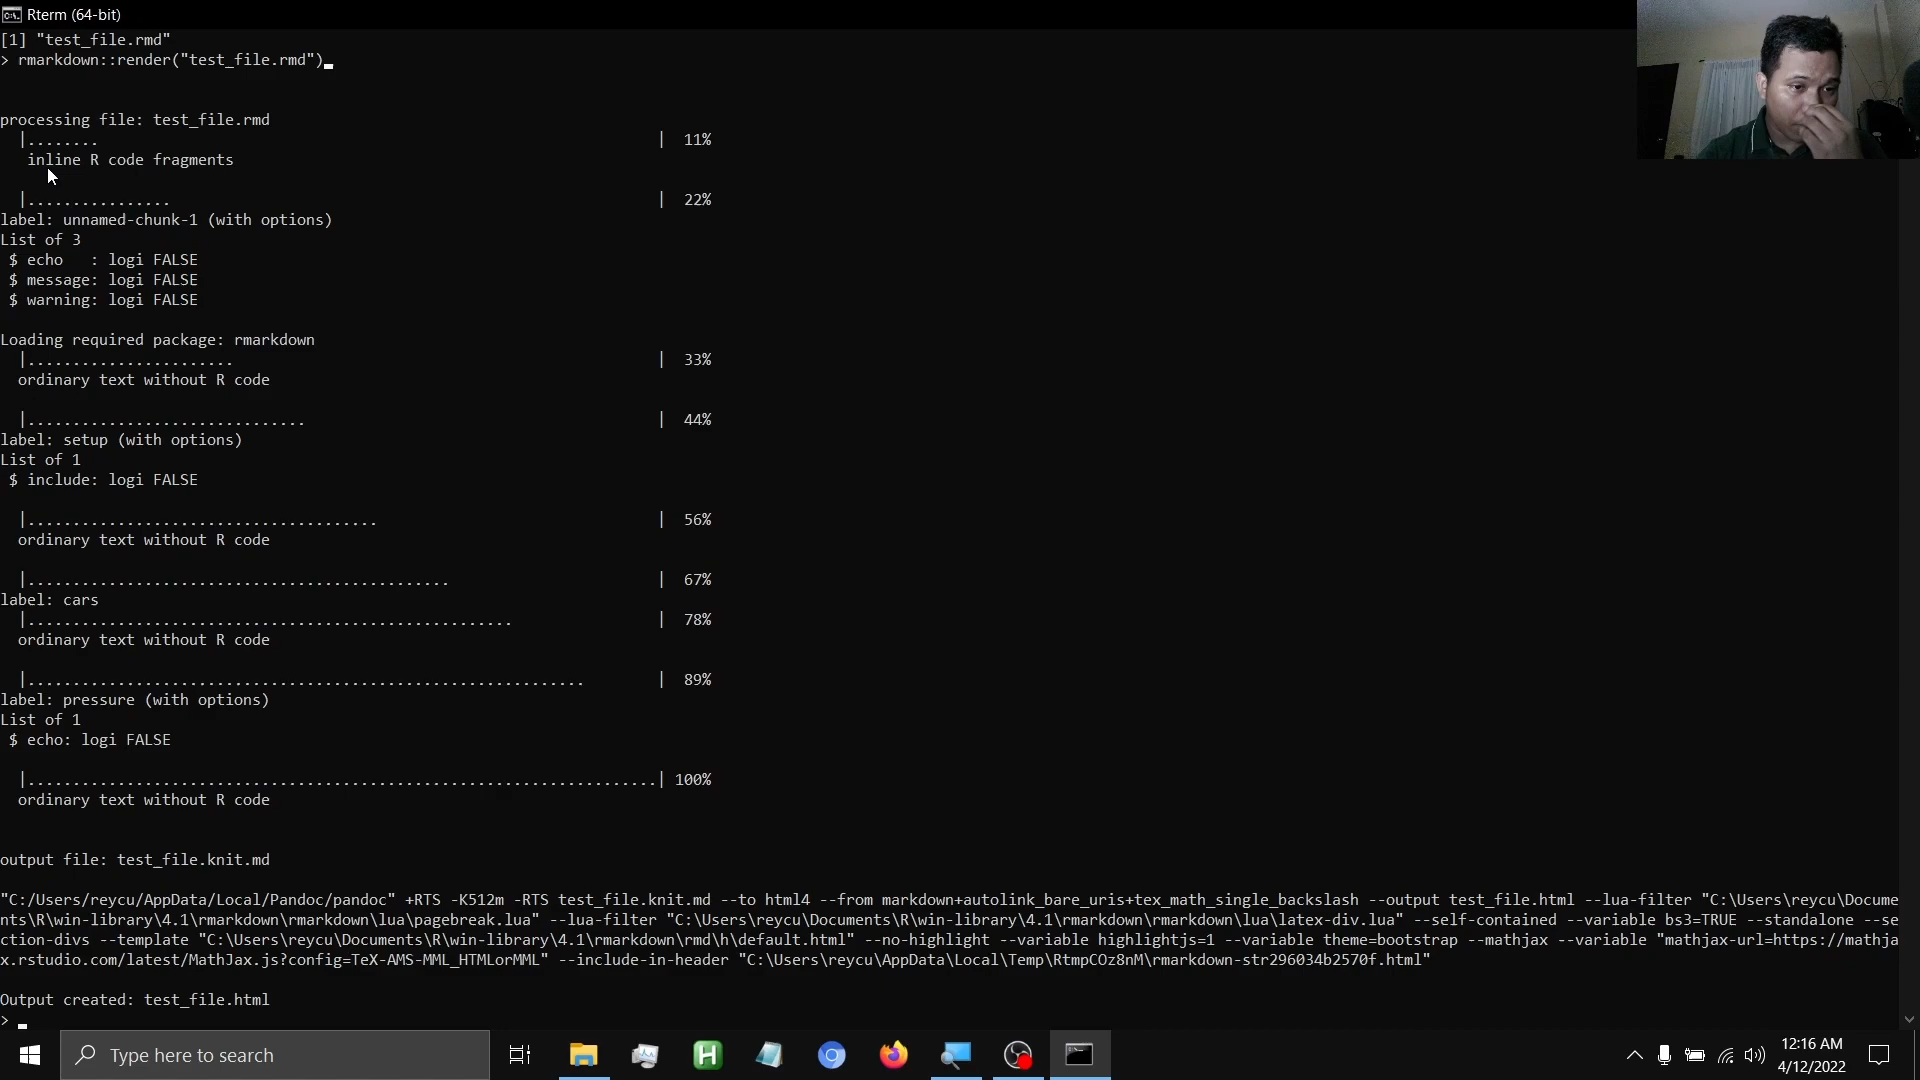 Rterm (64-bit)
[1] "test_file.rmd"
> rmarkdown::render("test_file.rmd")
processing file: test_file.rmd
|........ | 11%
inline R code fragments
|................ | 22%
label: unnamed-chunk-1 (with options)
List of 3
$ echo   : logi FALSE
$ message: logi FALSE
$ warning: logi FALSE
Loading required package: rmarkdown
|....................... | 33%
ordinary text without R code
|............................... | 44%
label: setup (with options)
List of 1
$ include: logi FALSE
|....................................... | 56%
ordinary text without R code
|............................................... | 67%
label: cars
|...................................................... | 78%
ordinary text without R code
|.............................................................. | 89%
label: pressure (with options)
List of 1
$ echo: logi FALSE
|......................................................................| 100%
ordinary text without R code
output file: test_file.knit.md
"C:/Users/reycu/AppData/Local/Pandoc/pandoc" +RTS -K512m -RTS test_file.knit.md --to html4 --from markdown+autolink_bare_uris+tex_math_single_backslash --output test_file.html --lua-filter "C:\Users\reycu\Docume
nts\R\win-library\4.1\rmarkdown\rmarkdown\lua\pagebreak.lua" --lua-filter "C:\Users\reycu\Documents\R\win-library\4.1\rmarkdown\rmarkdown\lua\latex-div.lua" --self-contained --variable bs3=TRUE --standalone --se
ction-divs --template "C:\Users\reycu\Documents\R\win-library\4.1\rmarkdown\rmd\h\default.html" --no-highlight --variable highlightjs=1 --variable theme=bootstrap --mathjax --variable "mathjax-url=https://mathja
x.rstudio.com/latest/MathJax.js?config=TeX-AMS-MML_HTMLorMML" --include-in-header "C:\Users\reycu\AppData\Local\Temp\RtmpCOz8nM\rmarkdown-str296034b2570f.html"
Output created: test_file.html
>
Type here to search
H
12:16 AM
4/12/2022